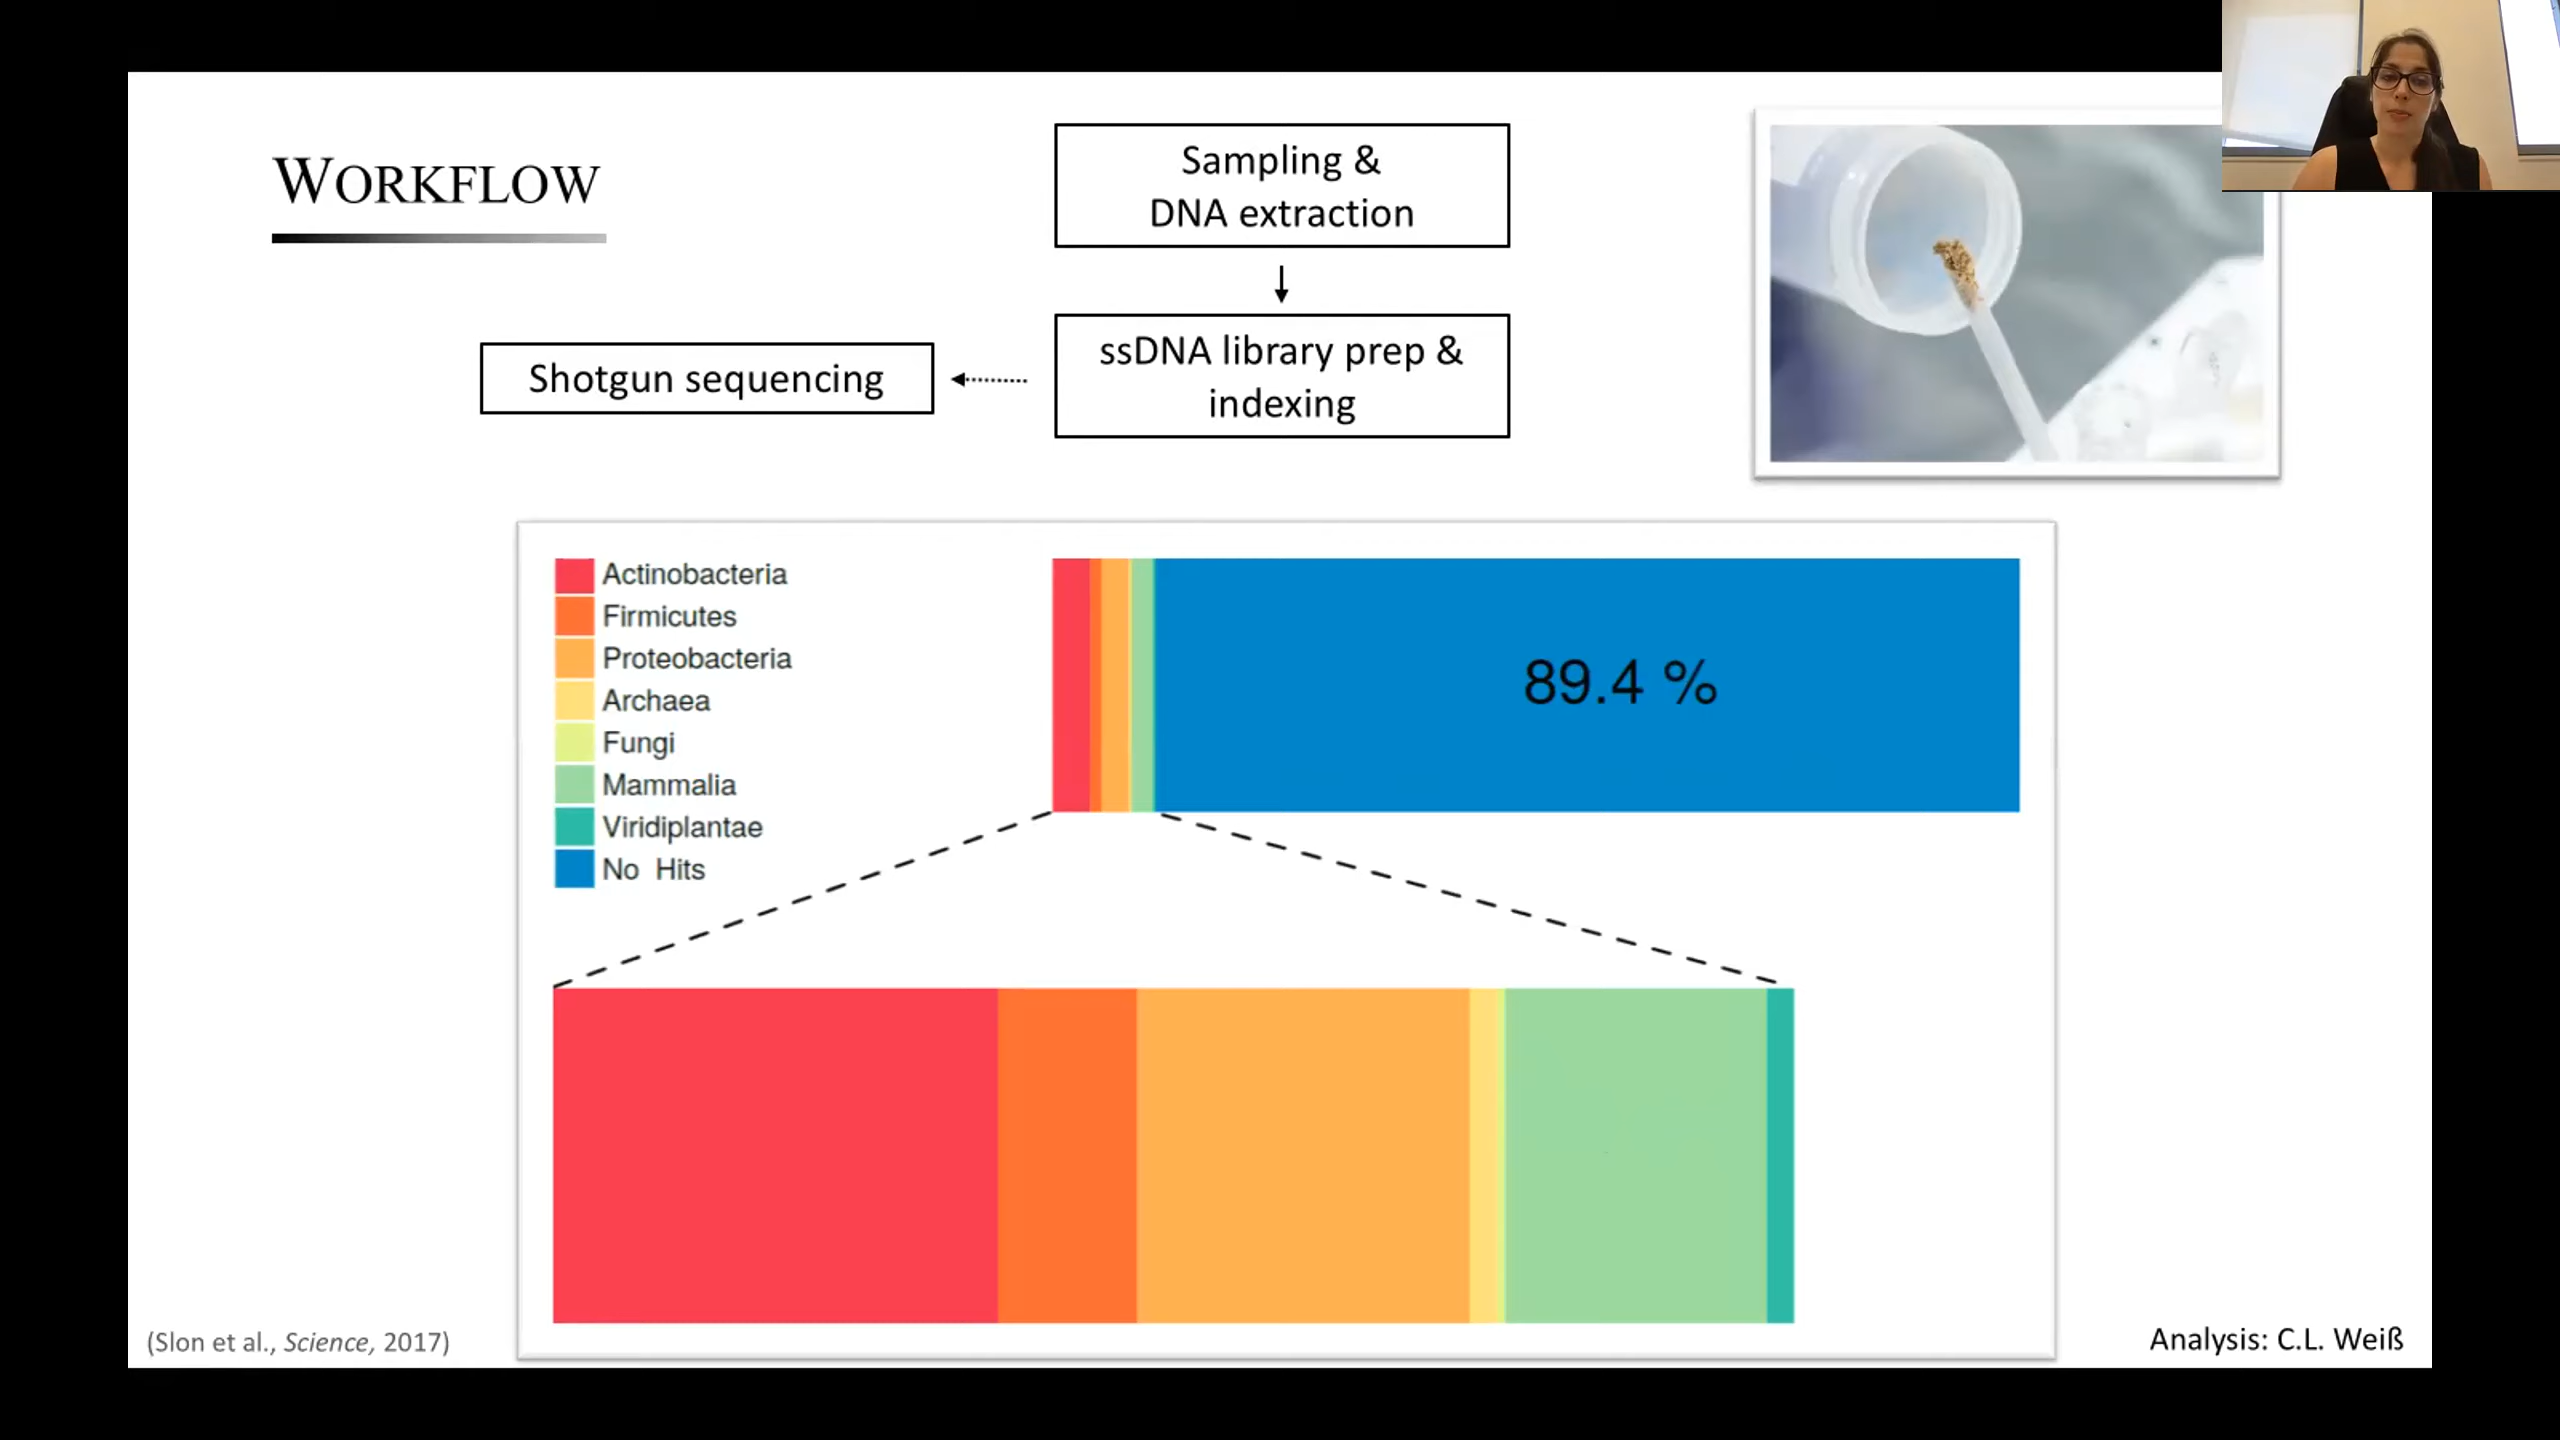 WORKFLOW
Sampling &
DNA extraction
ssDNA library prep &
indexing
Shotgun sequencing
Actinobacteria
Firmicutes
Proteobacteria
Archaea
Fungi
Mammalia
Viridiplantae
No Hits
89.4 %
(Slon et al., Science, 2017)
Analysis: C.L. Weiß